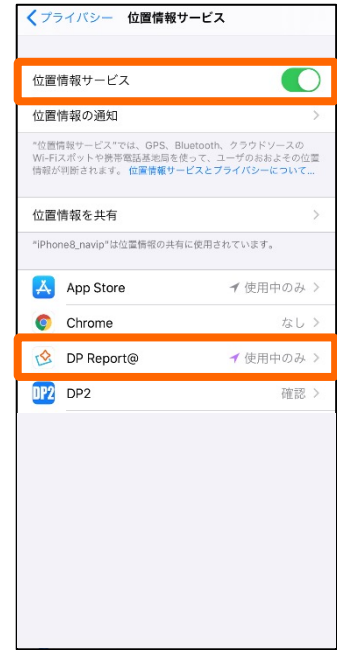 プライバシー 位置情報サービス
位置情報サービス
位置情報の通知
"位置情報サービス"では、GPS、Bluetooth、クラウドソースの
Wi-Fiスポットや携帯電話基地局を使って、ユーザのおおよその位置
情報が判断されます。位置情報サービスとプライバシーについて...
位置情報を共有
"iPhone8_navip"は位置情報の共有に使用されています。
App Store 使用中のみ
Chrome なし
DP Report@ 使用中のみ
DP2 DP2 確認